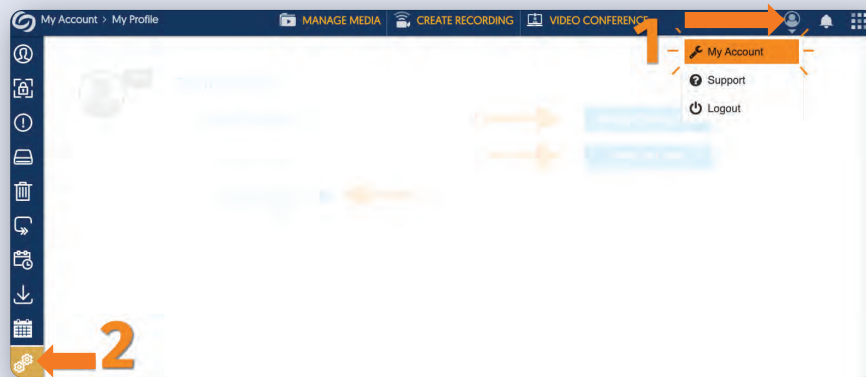 My Account > My Profile
MANAGE MEDIA
CREATE RECORDING
VIDEO CONFERENCE
1
My Account
Support
Logout
2